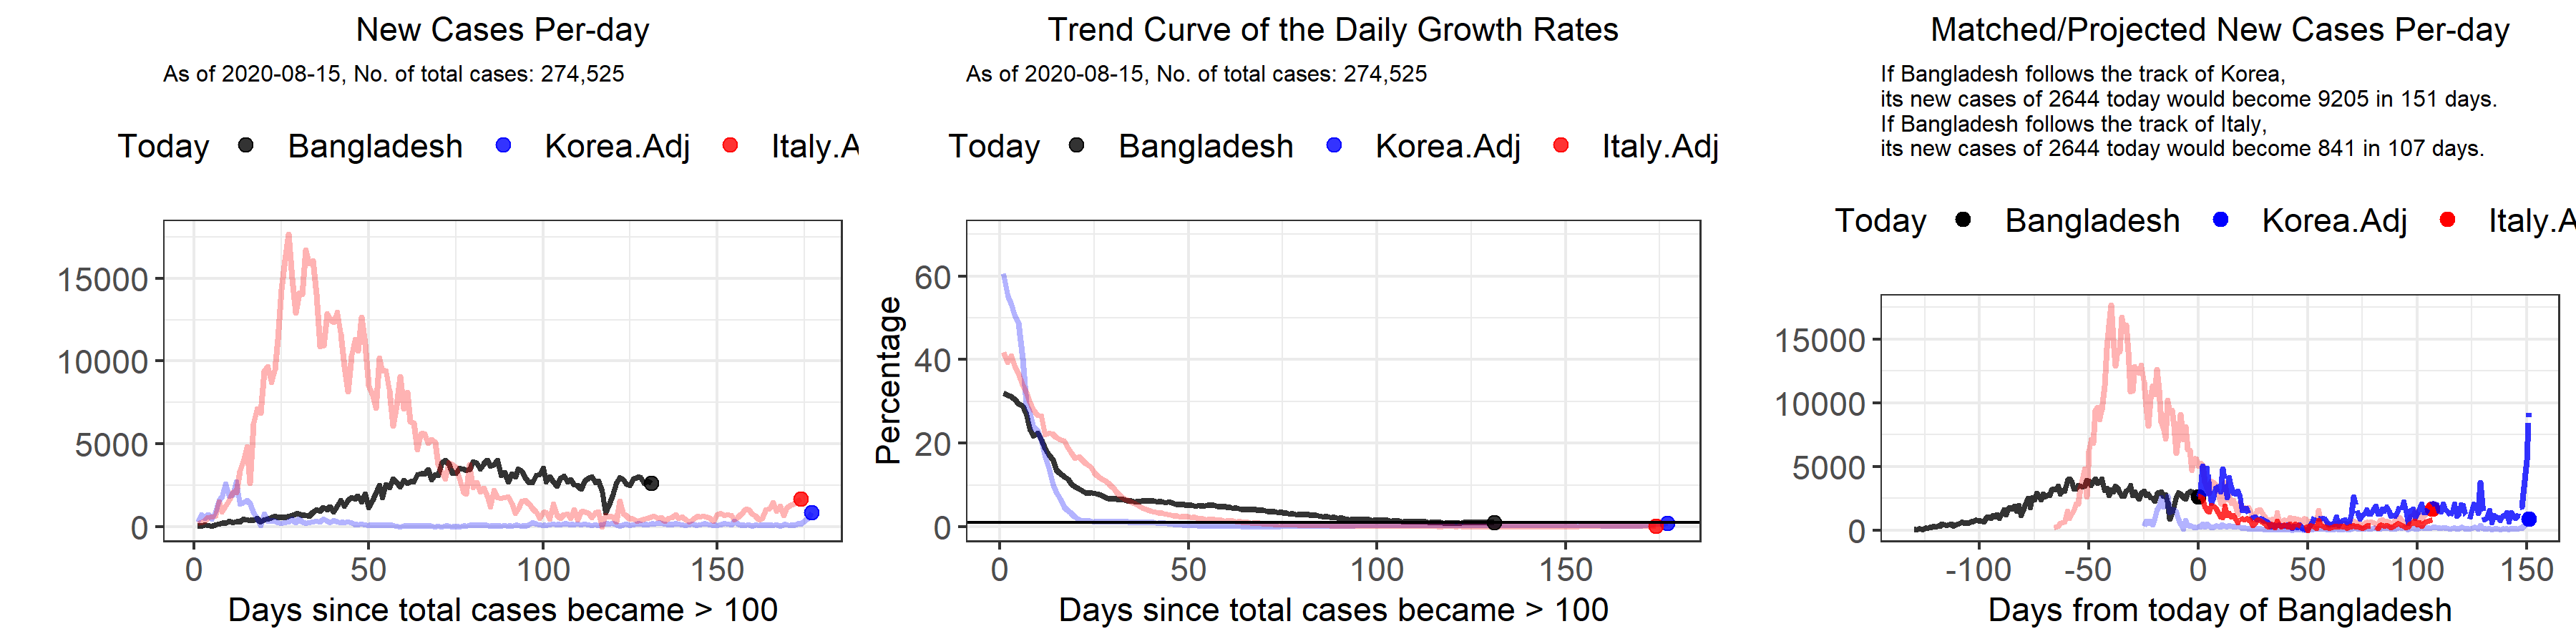 New Cases Per-day
As of 2020-08-15, No. of total cases: 274,525
Today Bangladesh Korea.Adj Italy.A
15000
10000
5000
0
0 50 100 150
Days since total cases became > 100
Trend Curve of the Daily Growth Rates
As of 2020-08-15, No. of total cases: 274,525
Today Bangladesh Korea.Adj Italy.Adj
Percentage
60
40
20
0
0 50 100 150
Days since total cases became > 100
Matched/Projected New Cases Per-day
If Bangladesh follows the track of Korea,
its new cases of 2644 today would become 9205 in 151 days.
If Bangladesh follows the track of Italy,
its new cases of 2644 today would become 841 in 107 days.
Today Bangladesh Korea.Adj Italy.A
15000
10000
5000
0
-100 -50 0 50 100 150
Days from today of Bangladesh